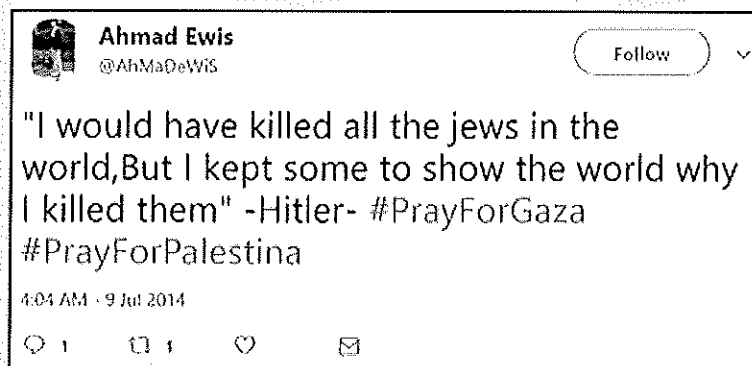 Ahmad Ewis
@AhMaDeWiS
Follow
"I would have killed all the jews in the
world,But I kept some to show the world why
I killed them" -Hitler- #PrayForGaza
#PrayForPalestina
4:04 AM - 9 Jul 2014
1 1